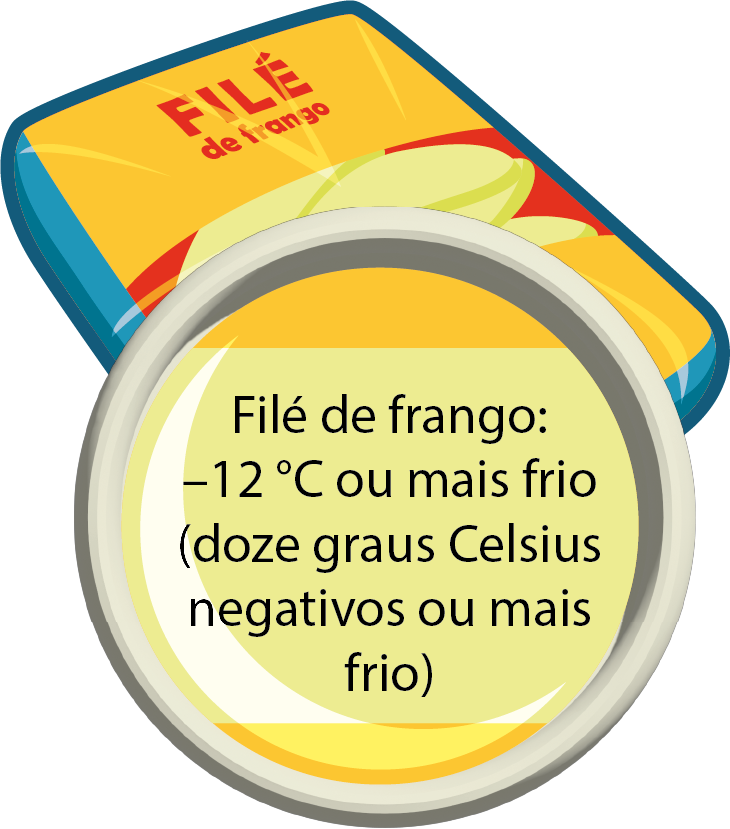 FILÉ
de frango
Filé de frango:
–12 °C ou mais frio
(doze graus Celsius
negativos ou mais
frio)